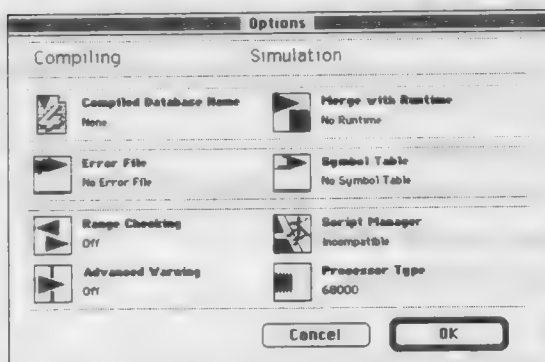 Options
Compiling
Simulation
Compiled Database Name
None
Merge with Runtime
No Runtime
Error File
No Error File
Symbol Table
No Symbol Table
Range Checking
Off
Script Manager
Incompatible
Advanced Warning
Off
Processor Type
68000
Cancel
OK